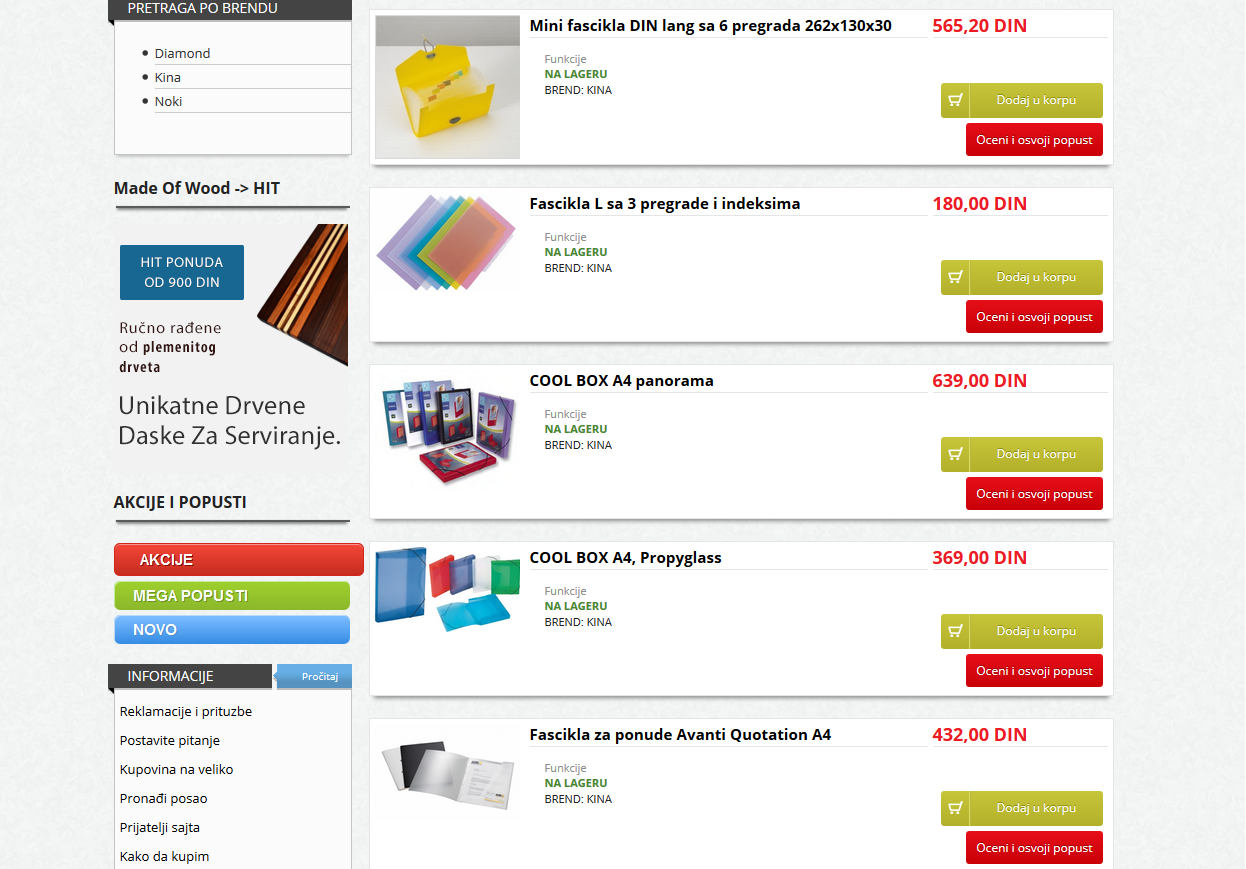 PRETRAGA PO BRENDU
Diamond
Kina
Noki
Made Of Wood -> HIT
HIT PONUDA
OD 900 DIN
Ručno rađene
od plemenitog
drveta
Unikatne Drvene
Daske Za Serviranje.
AKCIJE I POPUSTI
AKCIJE
MEGA POPUSTI
NOVO
INFORMACIJE
Pročitaj
Reklamacije i prituzbe
Postavite pitanje
Kupovina na veliko
Pronađi posao
Prijatelji sajta
Kako da kupim
Mini fascikla DIN lang sa 6 pregrada 262x130x30
565,20 DIN
Funkcije
NA LAGERU
BREND: KINA
Dodaj u korpu
Oceni i osvoji popust
Fascikla L sa 3 pregrade i indeksima
180,00 DIN
Funkcije
NA LAGERU
BREND: KINA
Dodaj u korpu
Oceni i osvoji popust
COOL BOX A4 panorama
639,00 DIN
Funkcije
NA LAGERU
BREND: KINA
Dodaj u korpu
Oceni i osvoji popust
COOL BOX A4, Propyglass
369,00 DIN
Funkcije
NA LAGERU
BREND: KINA
Dodaj u korpu
Oceni i osvoji popust
Fascikla za ponude Avanti Quotation A4
432,00 DIN
Funkcije
NA LAGERU
BREND: KINA
Dodaj u korpu
Oceni i osvoji popust